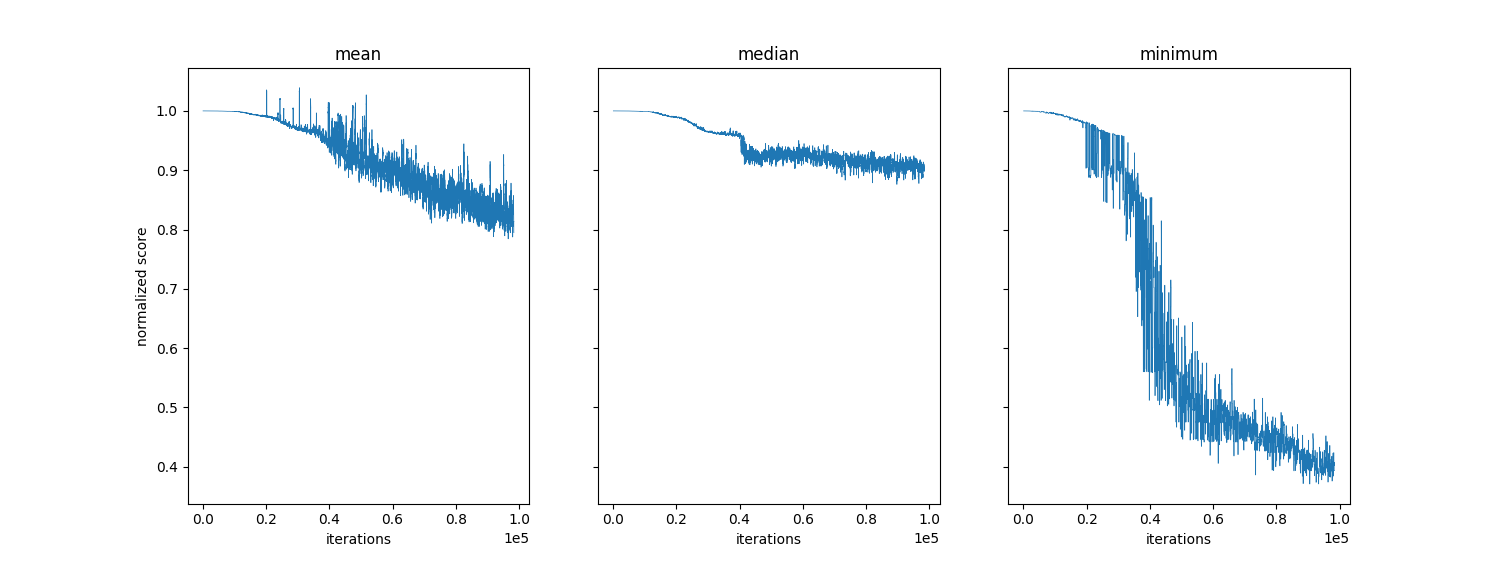 mean
median
minimum
normalized score
1.0
0.9
0.8
0.7
0.6
0.5
0.4
0.0 0.2 0.4 0.6 0.8 1.0
iterations
1e5
0.0 0.2 0.4 0.6 0.8 1.0
iterations
1e5
0.0 0.2 0.4 0.6 0.8 1.0
iterations
1e5